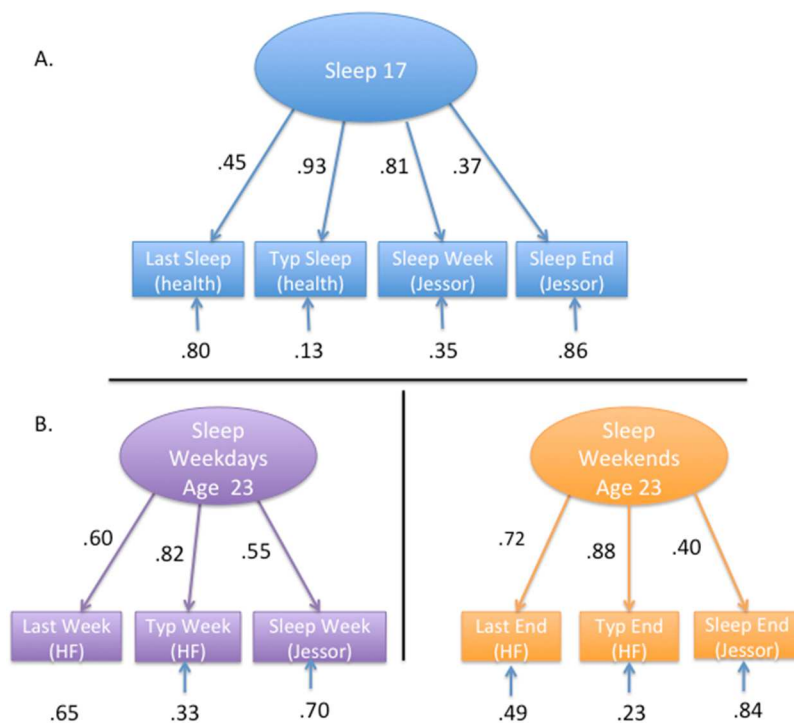 A.
Sleep 17
.45 .93 .81 .37
Last Sleep
(health)
Typ Sleep
(health)
Sleep Week
(Jessor)
Sleep End
(Jessor)
.80 .13 .35 .86
B.
Sleep
Weekdays
Age 23
.60 .82 .55
Last Week
(HF)
Typ Week
(HF)
Sleep Week
(Jessor)
.65 .33 .70
Sleep
Weekends
Age 23
.72 .88 .40
Last End
(HF)
Typ End
(HF)
Sleep End
(Jessor)
.49 .23 .84